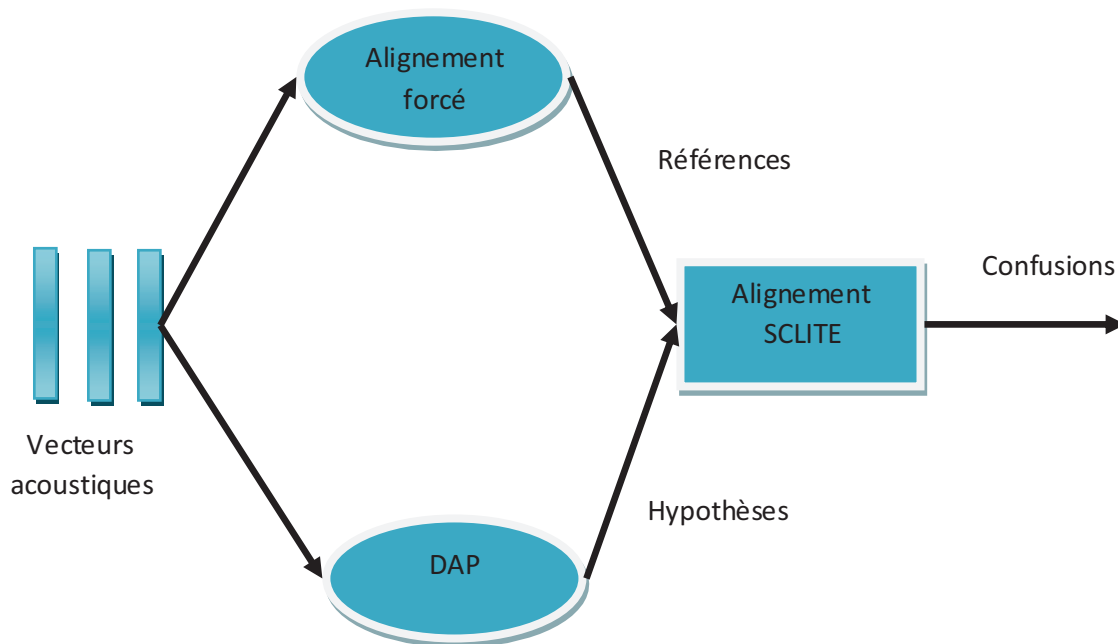 Alignement
forcé
Références
Confusions
Alignement
SCLITE
Vecteurs
acoustiques
Hypothèses
DAP